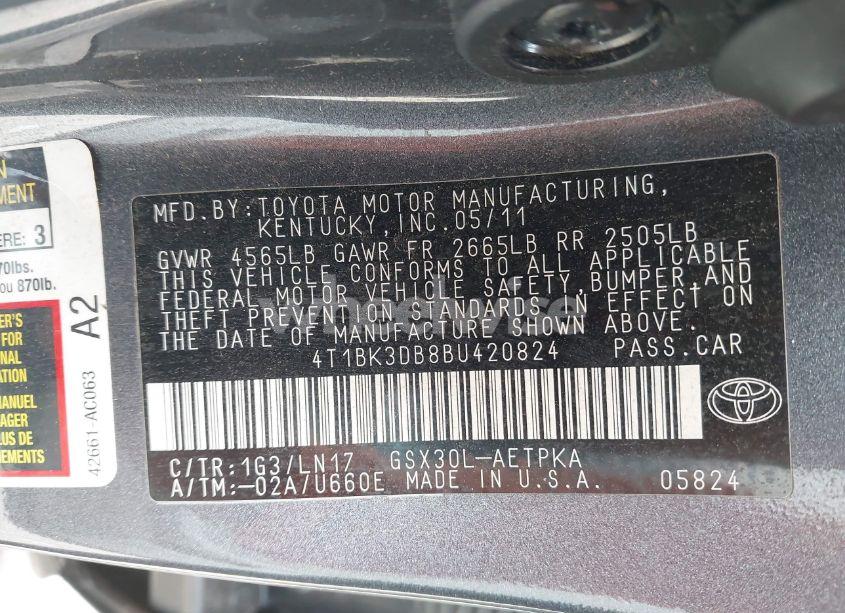 MFD.BY:TOYOTA MOTOR MANUFACTURING,
KENTUCKY,INC.05/11
GVWR 4565LB GAWR FR 2665LB RR 2505LB
THIS VEHICLE CONFORMS TO ALL APPLICABLE
FEDERAL MOTOR VEHICLE SAFETY,BUMPER,AND
THEFT PREVENTION STANDARDS IN EFFECT ON
THE DATE OF MANUFACTURE SHOWN ABOVE.
4T1BK3DB8BU420824 PASS.CAR
C/TR:1G3/LN17 GSX30L-AETPKA
A/TM:-02A/U660E MADE IN U.S.A. 05824
N
MENT
ERE: 3
70lbs.
ou 870lb.
A2
42661-AC063
R'S
FOR
NAL
ATION
MANUEL
AGER
LUS DE
NEMENTS